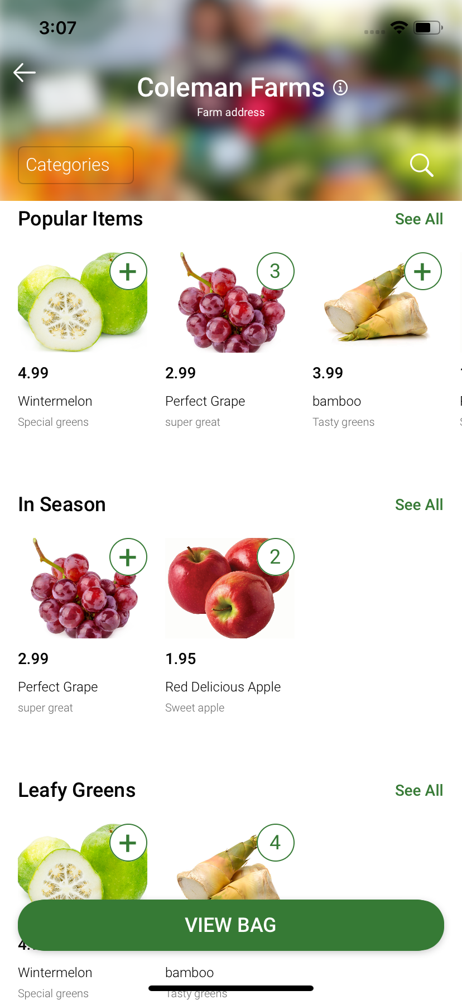 3:07
Coleman Farms
Farm address
Categories
Popular Items See All
3
4.99 2.99 3.99
Wintermelon Perfect Grape bamboo
Special greens super great Tasty greens
In Season See All
2
2.99 1.95
Perfect Grape Red Delicious Apple
super great Sweet apple
Leafy Greens See All
4
VIEW BAG
Wintermelon bamboo
Special greens Tasty greens